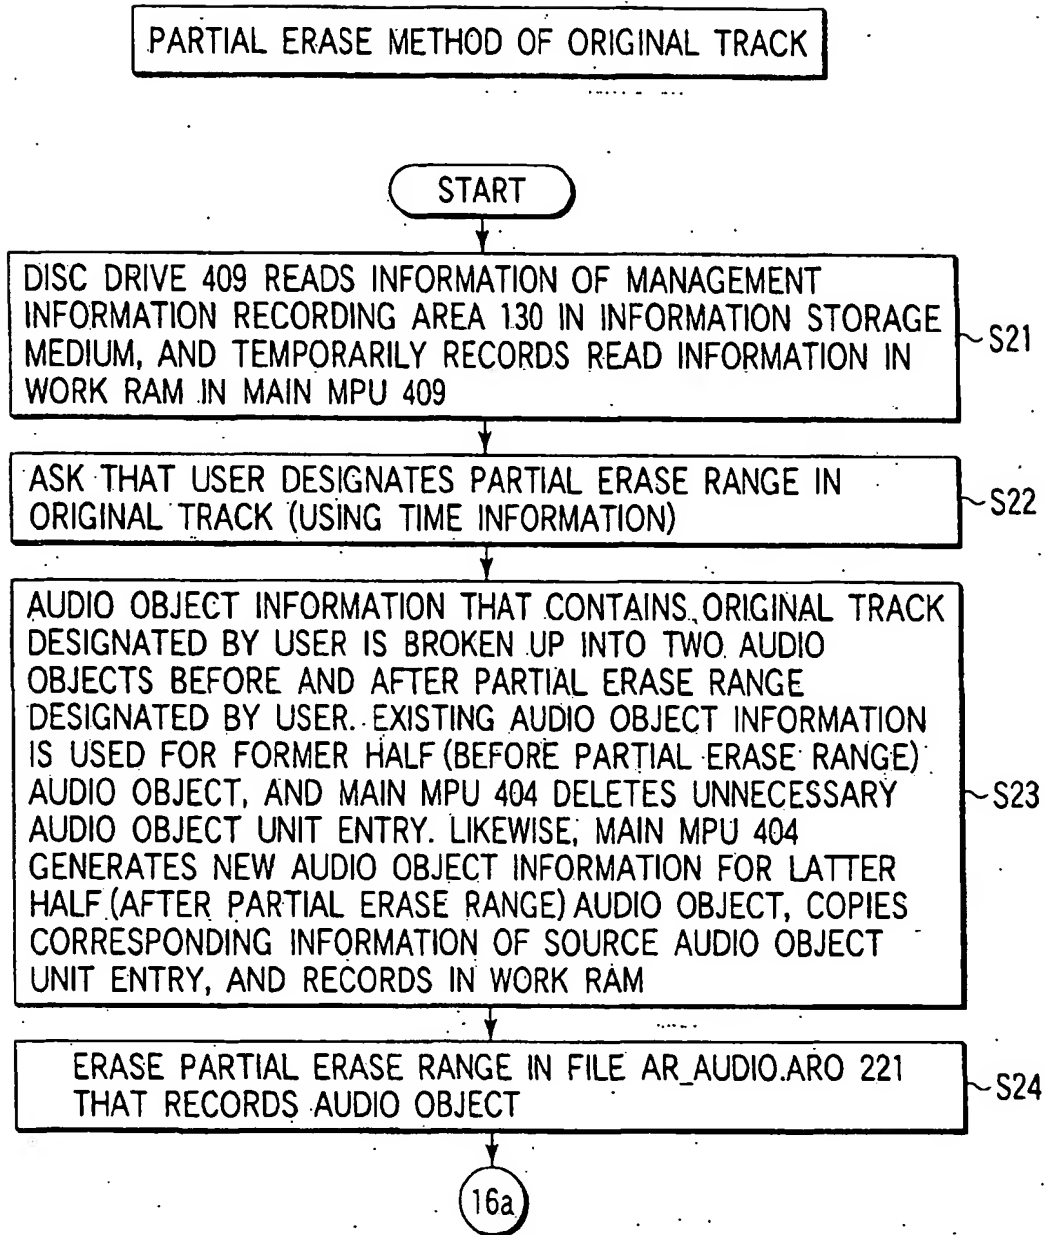 PARTIAL ERASE METHOD OF ORIGINAL TRACK
START
DISC DRIVE 409 READS INFORMATION OF MANAGEMENT
INFORMATION RECORDING AREA 130 IN INFORMATION STORAGE
MEDIUM, AND TEMPORARILY RECORDS READ INFORMATION IN
WORK RAM IN MAIN MPU 409
S21
ASK THAT USER DESIGNATES PARTIAL ERASE RANGE IN
ORIGINAL TRACK (USING TIME INFORMATION)
S22
AUDIO OBJECT INFORMATION THAT CONTAINS ORIGINAL TRACK
DESIGNATED BY USER IS BROKEN UP INTO TWO AUDIO
OBJECTS BEFORE AND AFTER PARTIAL ERASE RANGE
DESIGNATED BY USER. EXISTING AUDIO OBJECT INFORMATION
IS USED FOR FORMER HALF (BEFORE PARTIAL ERASE RANGE)
AUDIO OBJECT, AND MAIN MPU 404 DELETES UNNECESSARY
AUDIO OBJECT UNIT ENTRY. LIKEWISE, MAIN MPU 404
GENERATES NEW AUDIO OBJECT INFORMATION FOR LATTER
HALF (AFTER PARTIAL ERASE RANGE) AUDIO OBJECT, COPIES
CORRESPONDING INFORMATION OF SOURCE AUDIO OBJECT
UNIT ENTRY, AND RECORDS IN WORK RAM
S23
ERASE PARTIAL ERASE RANGE IN FILE AR_AUDIO.ARO 221
THAT RECORDS AUDIO OBJECT
S24
16a